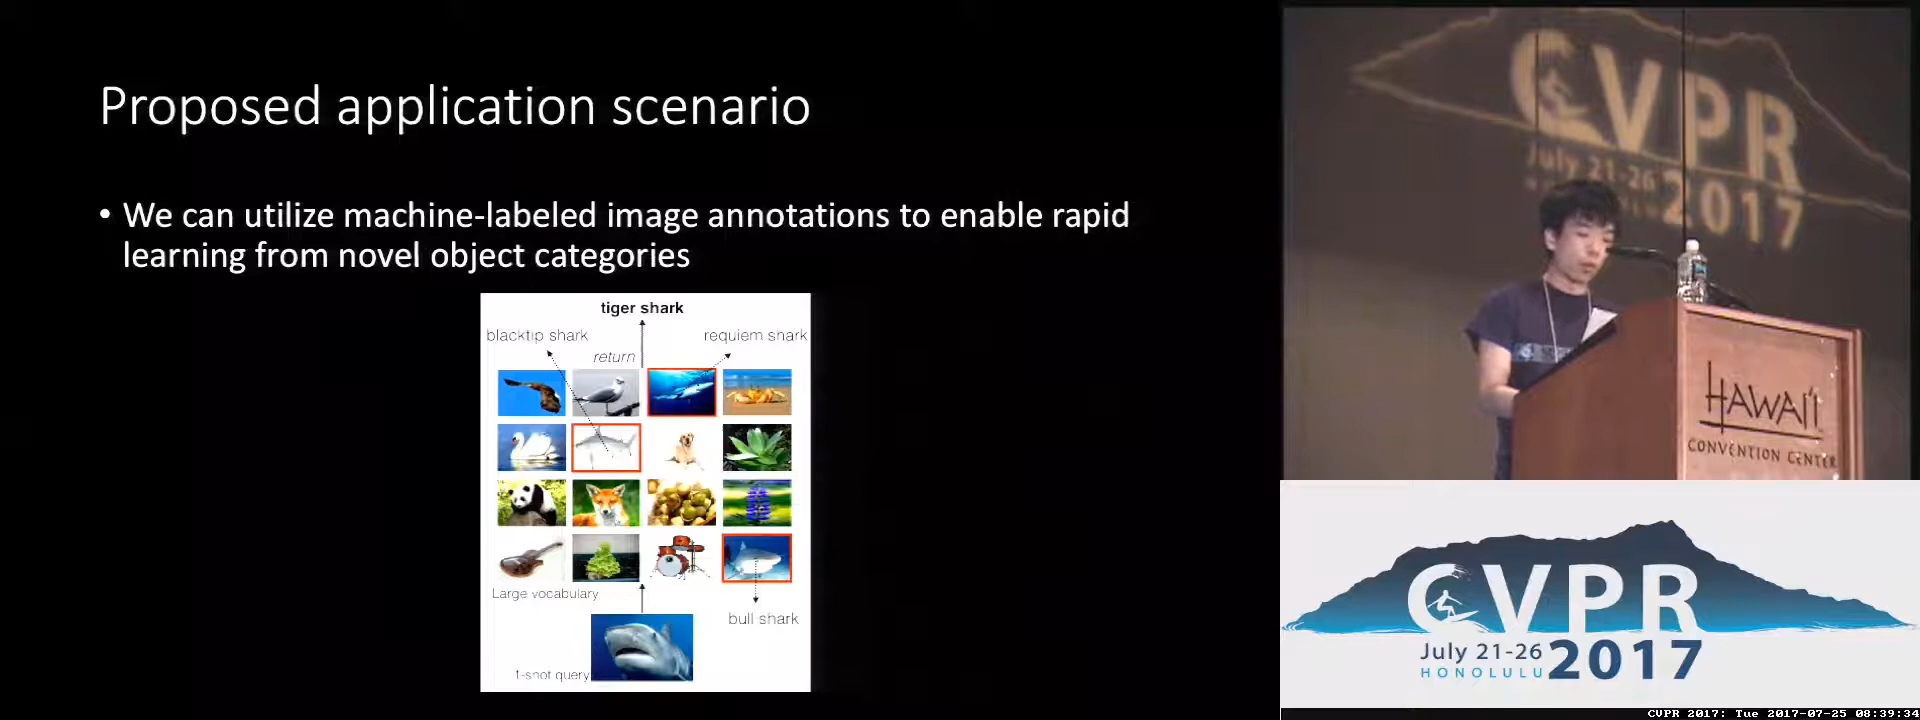 Proposed application scenario
• We can utilize machine-labeled image annotations to enable rapid
learning from novel object categories
tiger shark
blacktip shark
requiem shark
return
Large vocabulary
bull shark
1-shot query
CVPR
July 21-26
2017
HAWAI'I
CONVENTION CENTER
CVPR
July 21-26 2017
HONOLULU
CVPR 2017: Tue 2017-07-25 08:39:34